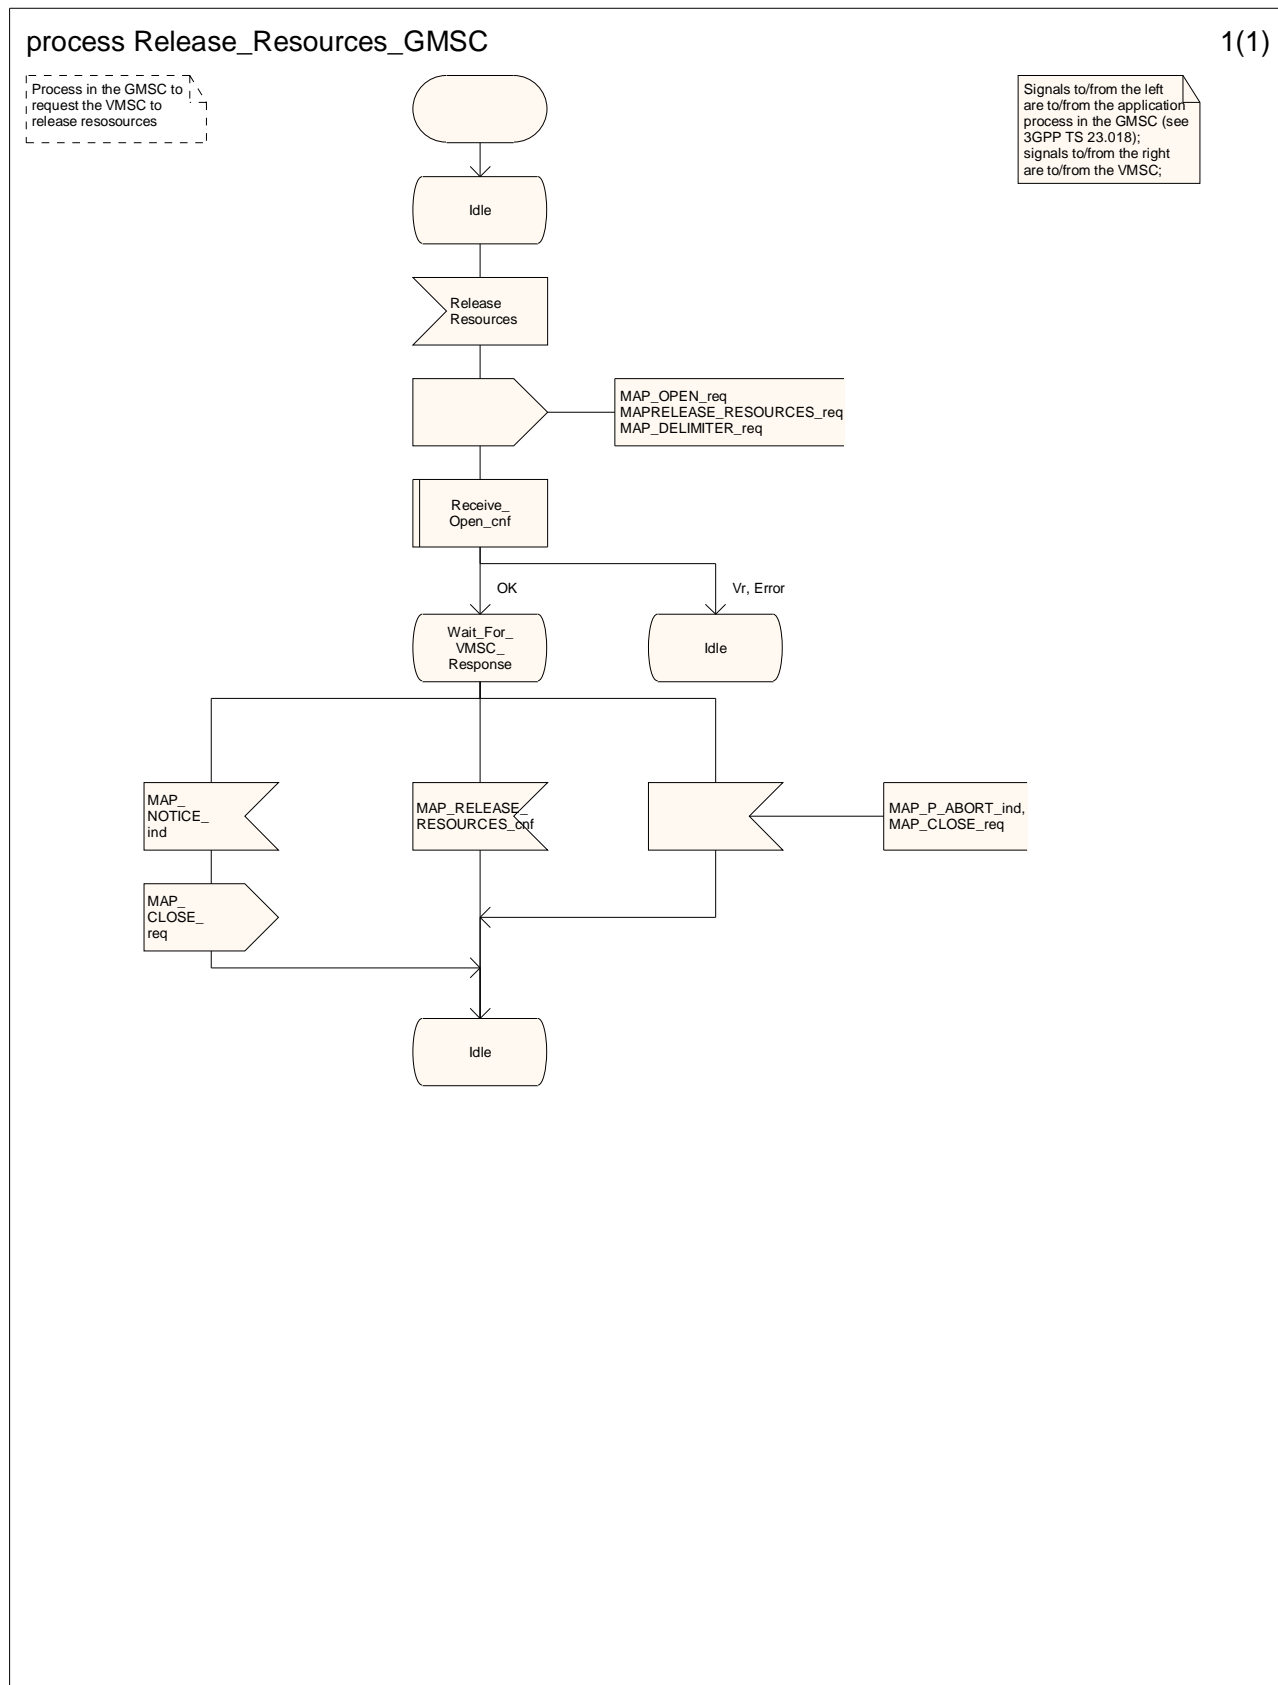 process Release_Resources_GMSC
1(1)
Process in the GMSC to
request the VMSC to
release resosources
Signals to/from the left
are to/from the application
process in the GMSC (see
3GPP TS 23.018);
signals to/from the right
are to/from the VMSC;
Idle
Release
Resources
MAP_OPEN_req
MAPRELEASE_RESOURCES_req
MAP_DELIMITER_req
Receive_
Open_cnf
OK
Vr, Error
Wait_For_
VMSC_
Response
Idle
MAP_
NOTICE_
ind
MAP_RELEASE_
RESOURCES_cnf
MAP_P_ABORT_ind,
MAP_CLOSE_req
MAP_
CLOSE_
req
Idle